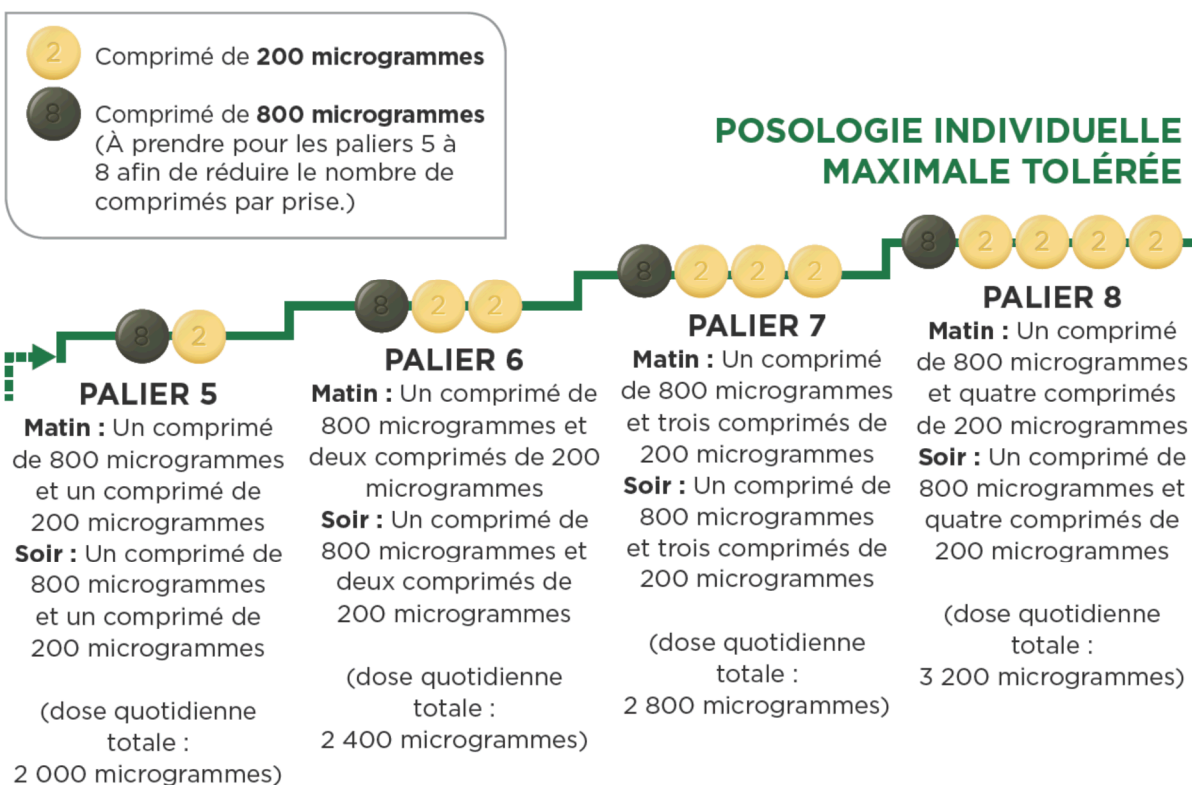 2
Comprimé de 200 microgrammes
8
Comprimé de 800 microgrammes
(À prendre pour les paliers 5 à
8 afin de réduire le nombre de
comprimés par prise.)
POSOLOGIE INDIVIDUELLE
MAXIMALE TOLÉRÉE
8 2
PALIER 5
Matin : Un comprimé
de 800 microgrammes
et un comprimé de
200 microgrammes
Soir : Un comprimé de
800 microgrammes
et un comprimé de
200 microgrammes
(dose quotidienne
totale :
2 000 microgrammes)
8 2 2
PALIER 6
Matin : Un comprimé de
800 microgrammes et
deux comprimés de 200
microgrammes
Soir : Un comprimé de
800 microgrammes et
deux comprimés de
200 microgrammes
(dose quotidienne
totale :
2 400 microgrammes)
8 2 2 2
PALIER 7
Matin : Un comprimé
de 800 microgrammes
et trois comprimés de
200 microgrammes
Soir : Un comprimé de
800 microgrammes
et trois comprimés de
200 microgrammes
(dose quotidienne
totale :
2 800 microgrammes)
8 2 2 2 2
PALIER 8
Matin : Un comprimé
de 800 microgrammes
et quatre comprimés
de 200 microgrammes
Soir : Un comprimé de
800 microgrammes et
quatre comprimés de
200 microgrammes
(dose quotidienne
totale :
3 200 microgrammes)